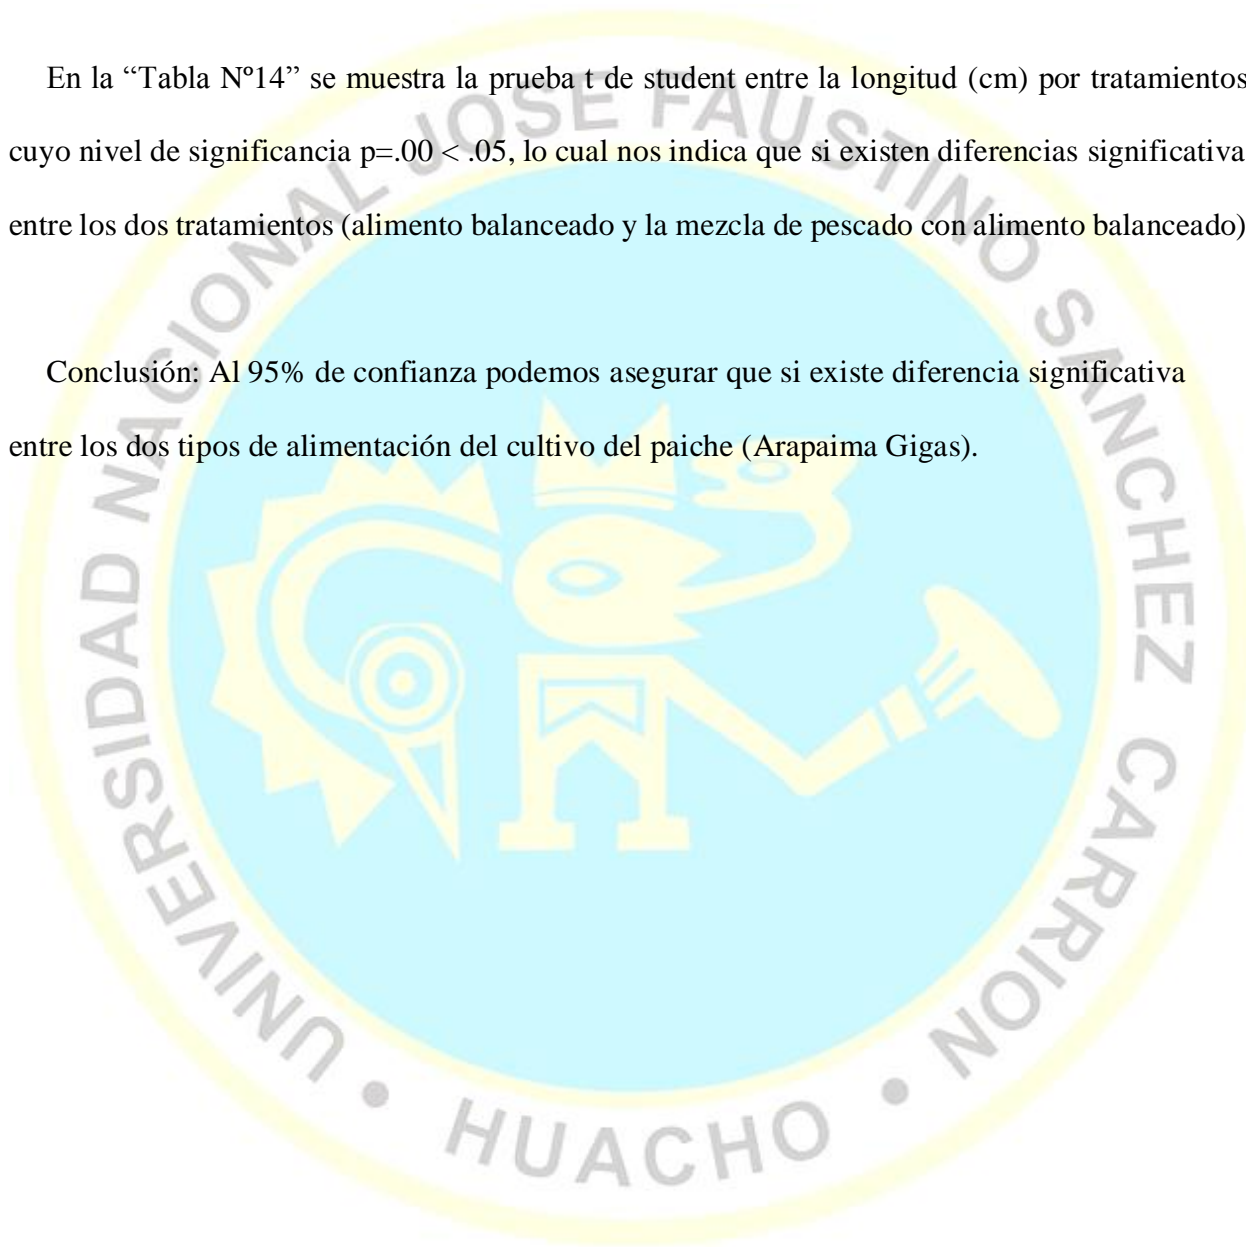 En la “Tabla Nº14” se muestra la prueba t de student entre la longitud (cm) por tratamientos
cuyo nivel de significancia p=.00 < .05, lo cual nos indica que si existen diferencias significativa
entre los dos tratamientos (alimento balanceado y la mezcla de pescado con alimento balanceado)
Conclusión: Al 95% de confianza podemos asegurar que si existe diferencia significativa
entre los dos tipos de alimentación del cultivo del paiche (Arapaima Gigas).
UNIVERSIDAD NACIONAL JOSE FAUSTINO SANCHEZ CARRION
• HUACHO •